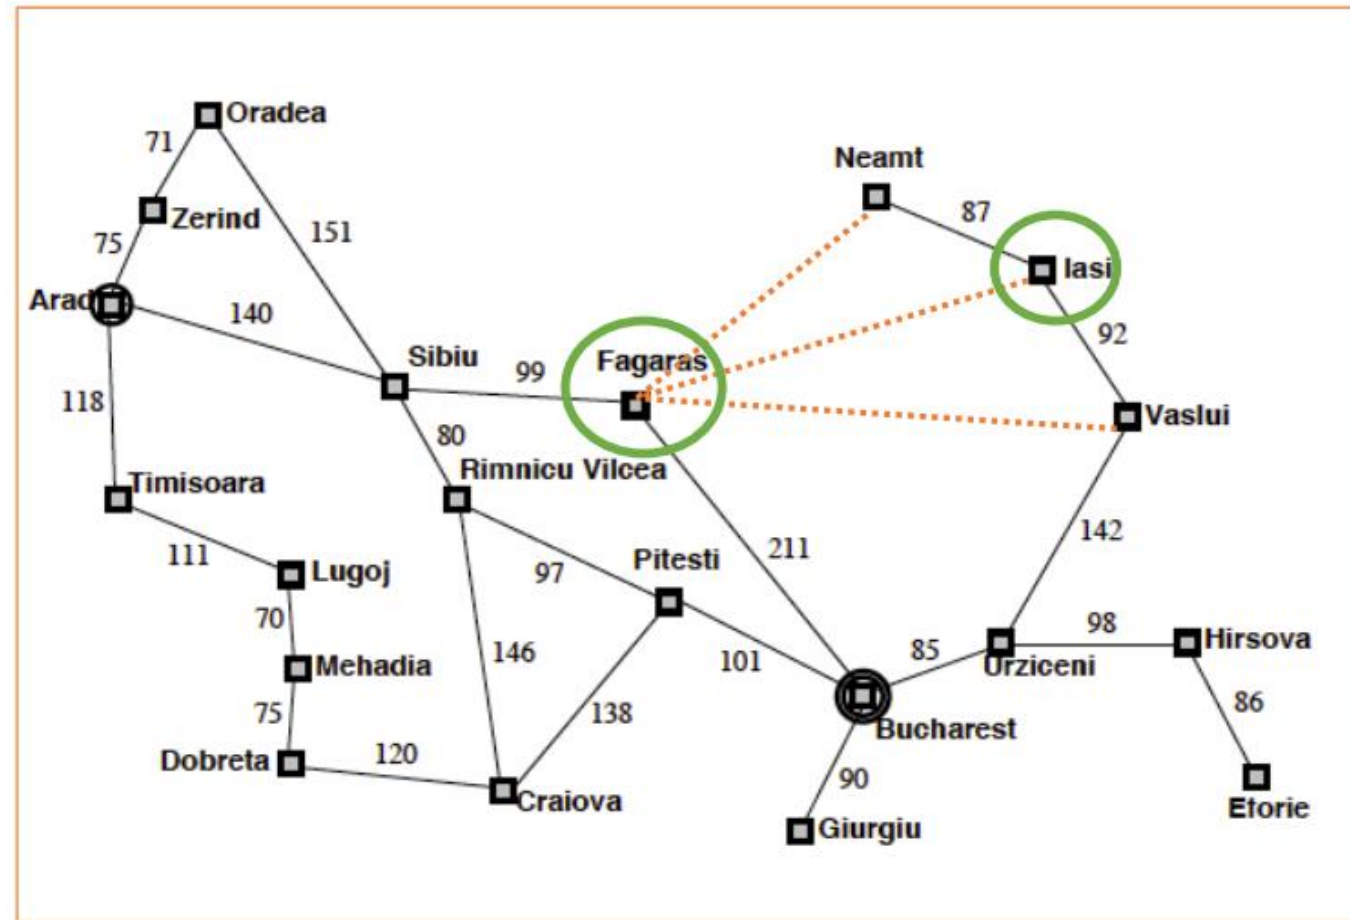 Oradea
71
Neamt
87
Zerind
75
151
Iasi
Arad
140
92
Sibiu
Fagaras
99
118
Vaslui
80
Rimnicu Vilcea
Timisoara
142
211
111
Lugoj
97
Pitesti
70
98
Hirsova
146
85
Urziceni
Mehadia
101
86
75
138
Bucharest
Dobreta
120
90
Craiova
Giurgiu
Eforie